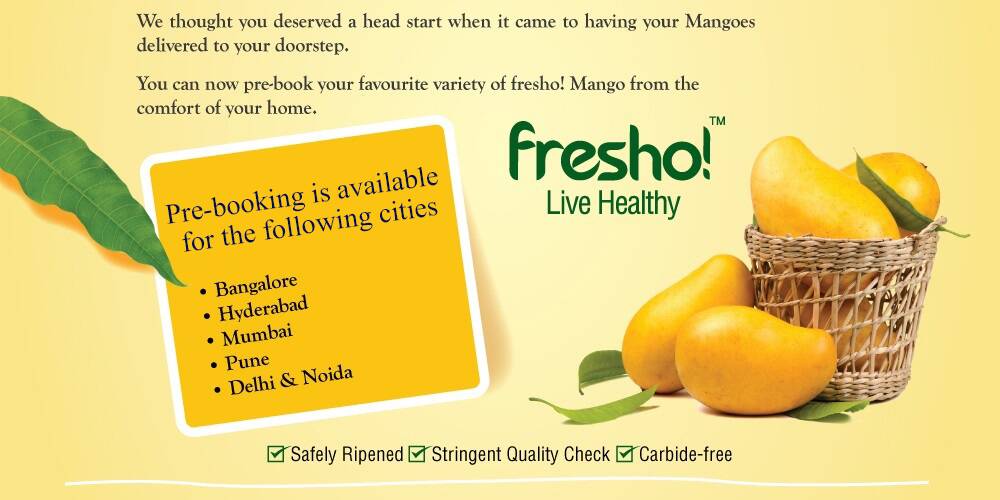 We thought you deserved a head start when it came to having your Mangoes
delivered to your doorstep.
You can now pre-book your favourite variety of fresho! Mango from the
comfort of your home.
Pre-booking is available
for the following cities
• Bangalore
• Hyderabad
• Mumbai
• Pune
• Delhi & Noida
fresho!™
Live Healthy
Safely Ripened Stringent Quality Check Carbide-free